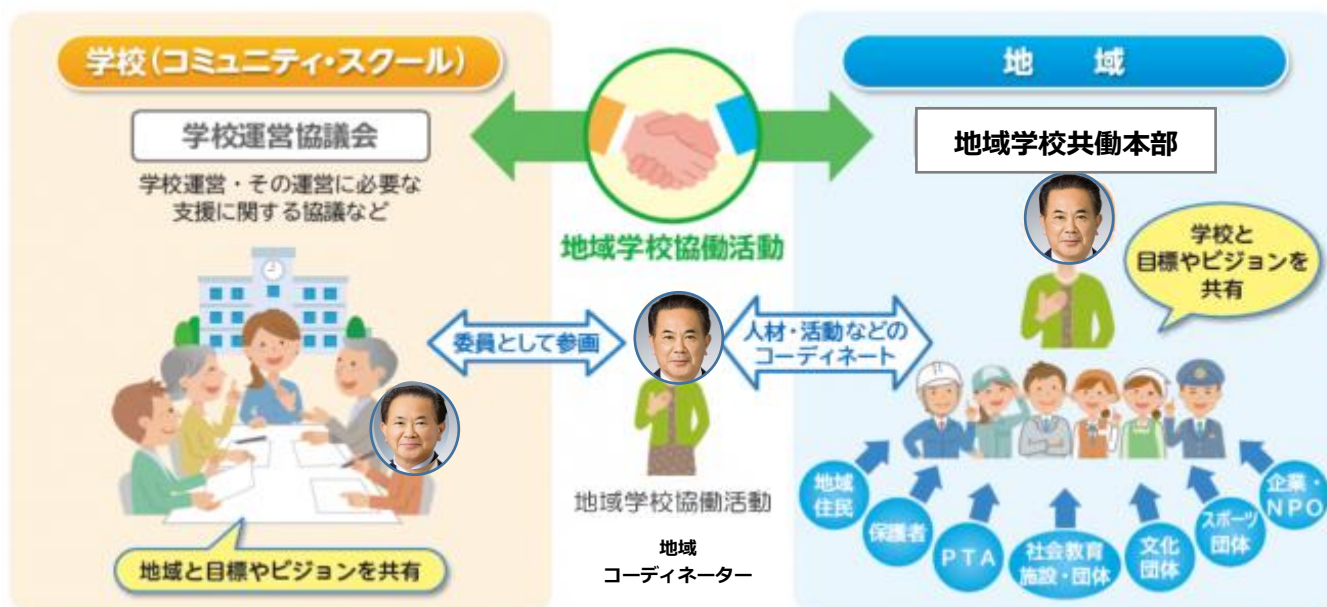 学校（コミュニティ・スクール）
学校運営協議会
学校運営・その運営に必要な
支援に関する協議など
地域と目標やビジョンを共有
地域学校協働活動
委員として参画
人材・活動などの
コーディネート
地域学校協働活動
地域
コーディネーター
地　域
地域学校共働本部
学校と
目標やビジョンを
共有
地域
住民
保護者
PTA
社会教育
施設・団体
文化
団体
スポーツ
団体
企業・
NPO